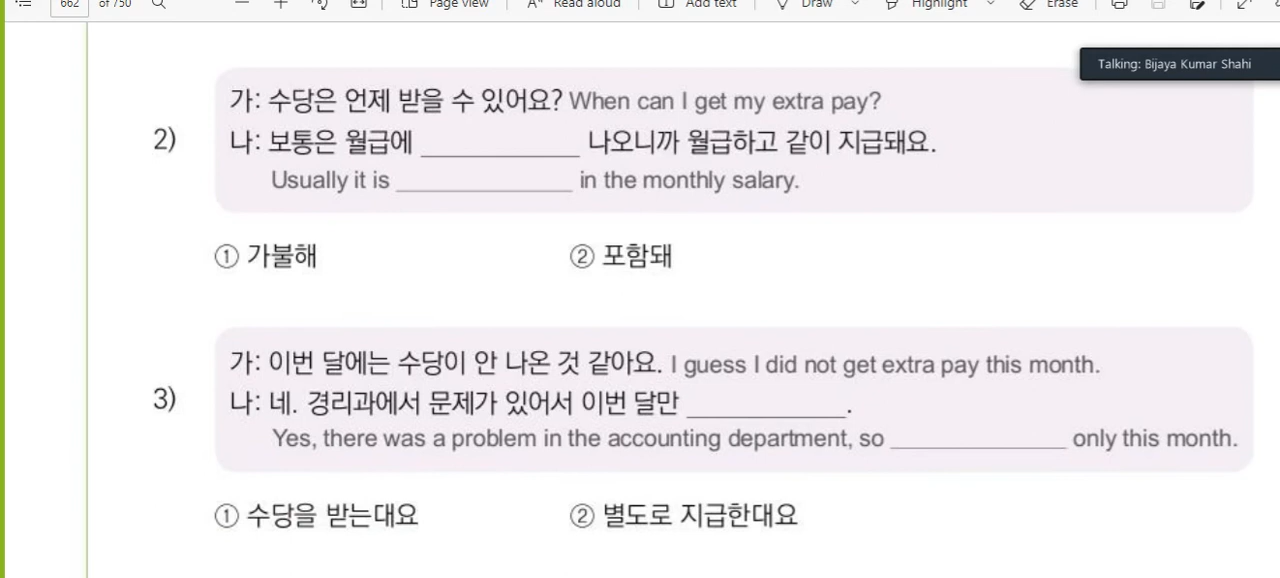 662 of 750 Page view Read aloud Add text Draw Highlight Erase
Talking: Bijaya Kumar Shahi
2)
가: 수당은 언제 받을 수 있어요? When can I get my extra pay?
나: 보통은 월급에 ____________ 나오니까 월급하고 같이 지급돼요.
Usually it is ____________ in the monthly salary.
① 가불해 ② 포함돼
3)
가: 이번 달에는 수당이 안 나온 것 같아요. I guess I did not get extra pay this month.
나: 네. 경리과에서 문제가 있어서 이번 달만 ____________.
Yes, there was a problem in the accounting department, so ____________ only this month.
① 수당을 받는대요 ② 별도로 지급한대요